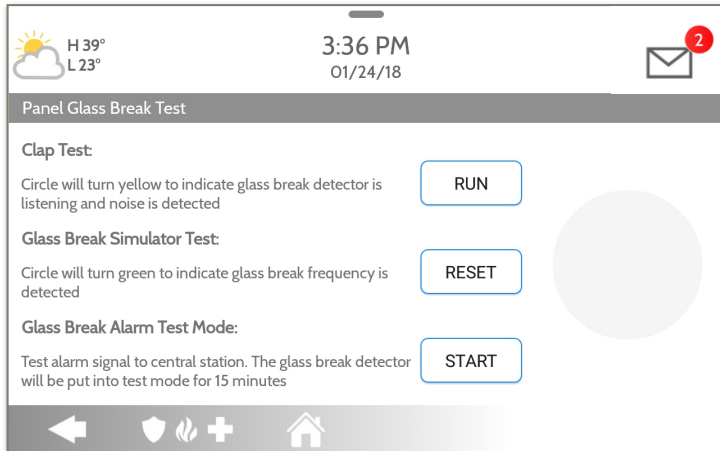 H 39°
L 23°
3:36 PM
01/24/18
2
Panel Glass Break Test
Clap Test:
Circle will turn yellow to indicate glass break detector is
listening and noise is detected
RUN
Glass Break Simulator Test:
Circle will turn green to indicate glass break frequency is
detected
RESET
Glass Break Alarm Test Mode:
Test alarm signal to central station. The glass break detector
will be put into test mode for 15 minutes
START